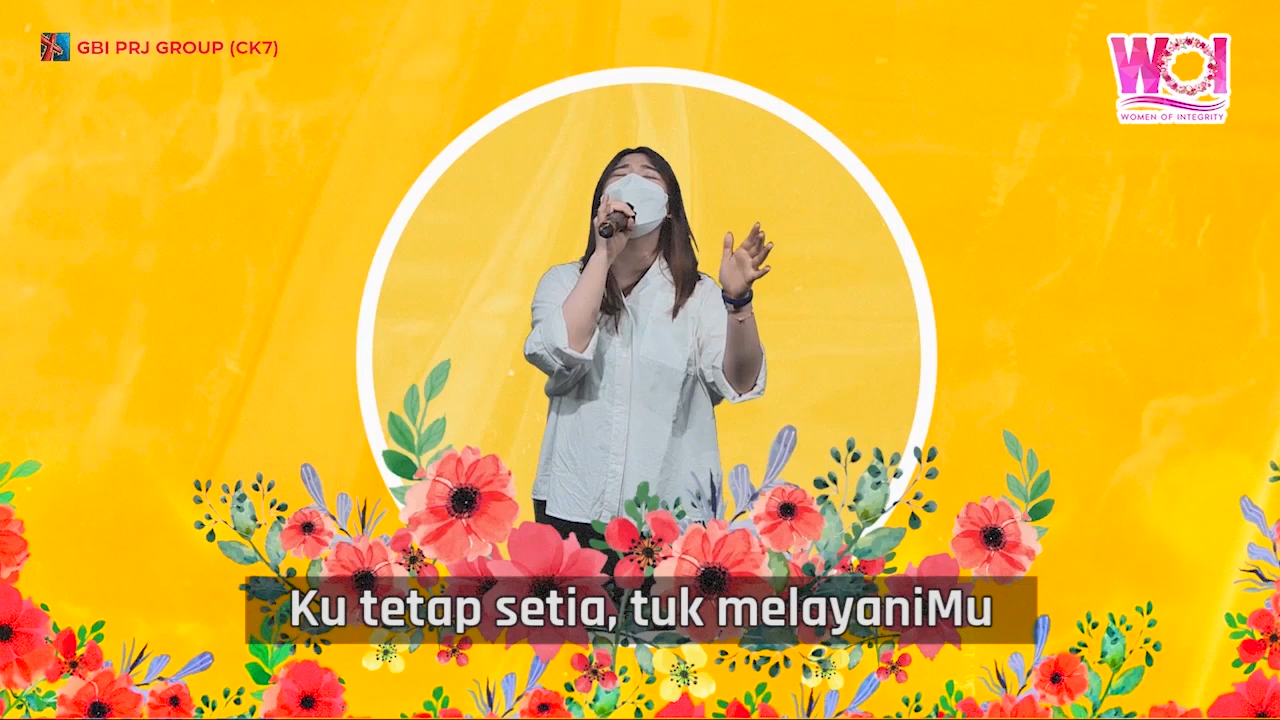 GBI PRJ GROUP (CK7)
WOI
WOMEN OF INTEGRITY
Ku tetap setia, tuk melayaniMu